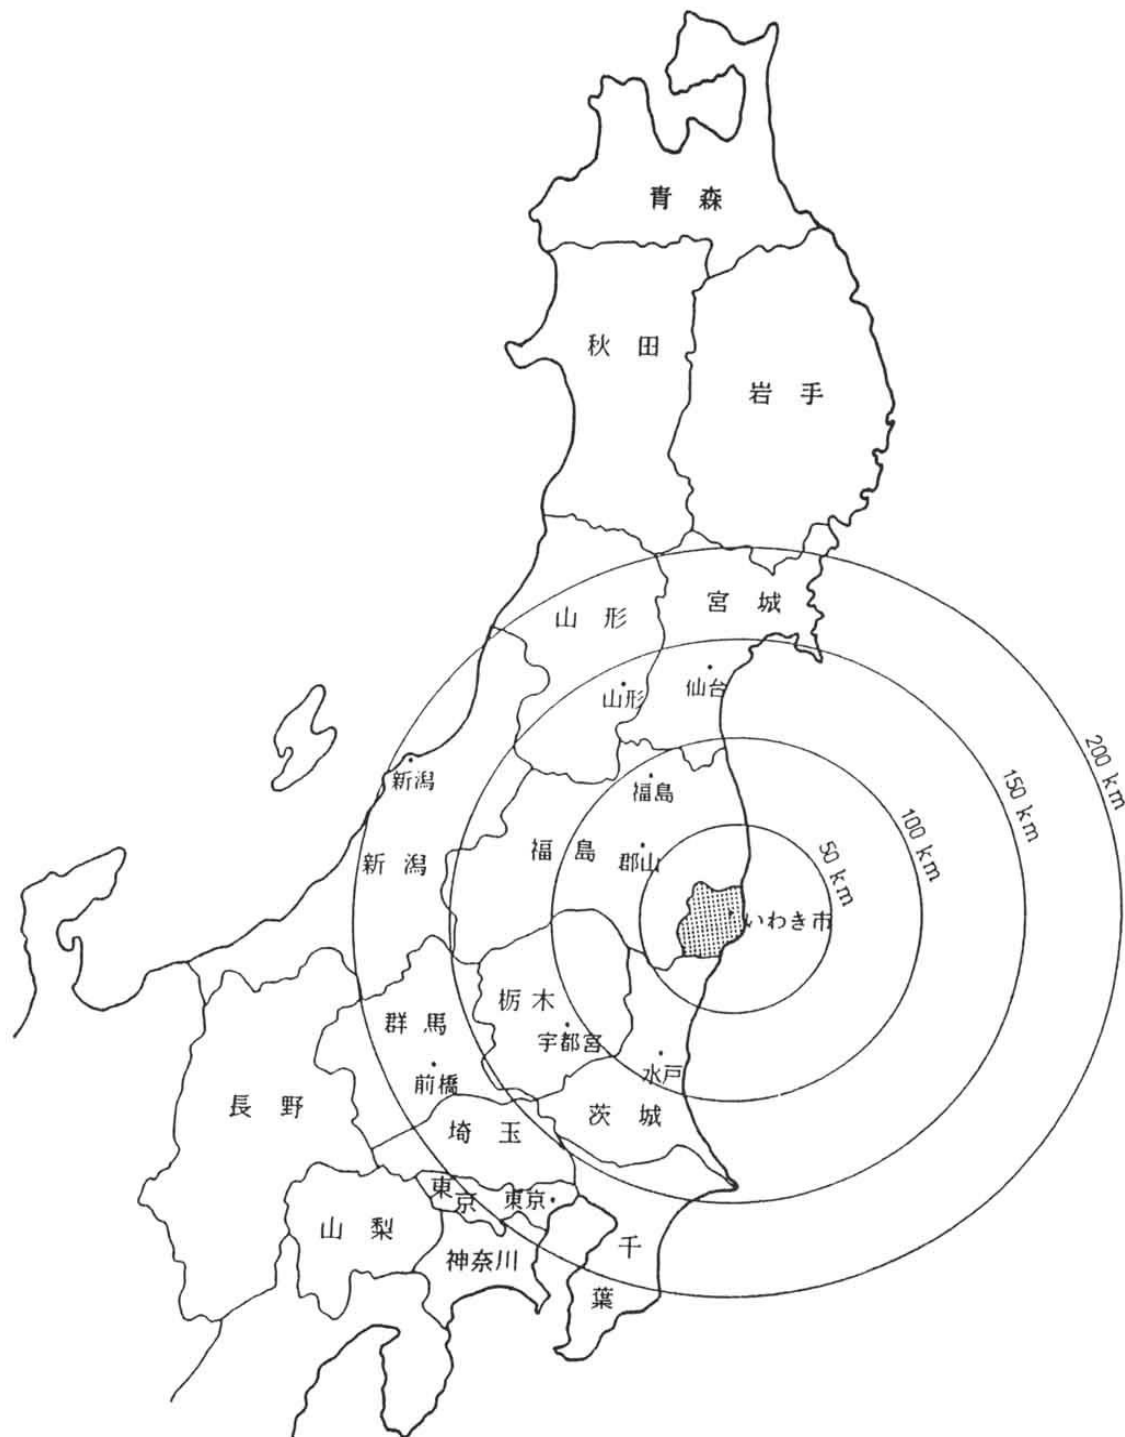 青森
秋田
岩手
山形
宮城
山形
仙台
新潟
福島
200 km
150 km
100 km
50 km
新潟
福島
郡山
いわき市
栃木
群馬
宇都宮
前橋
水戸
長野
埼玉
茨城
東京
東京
山梨
神奈川
千葉